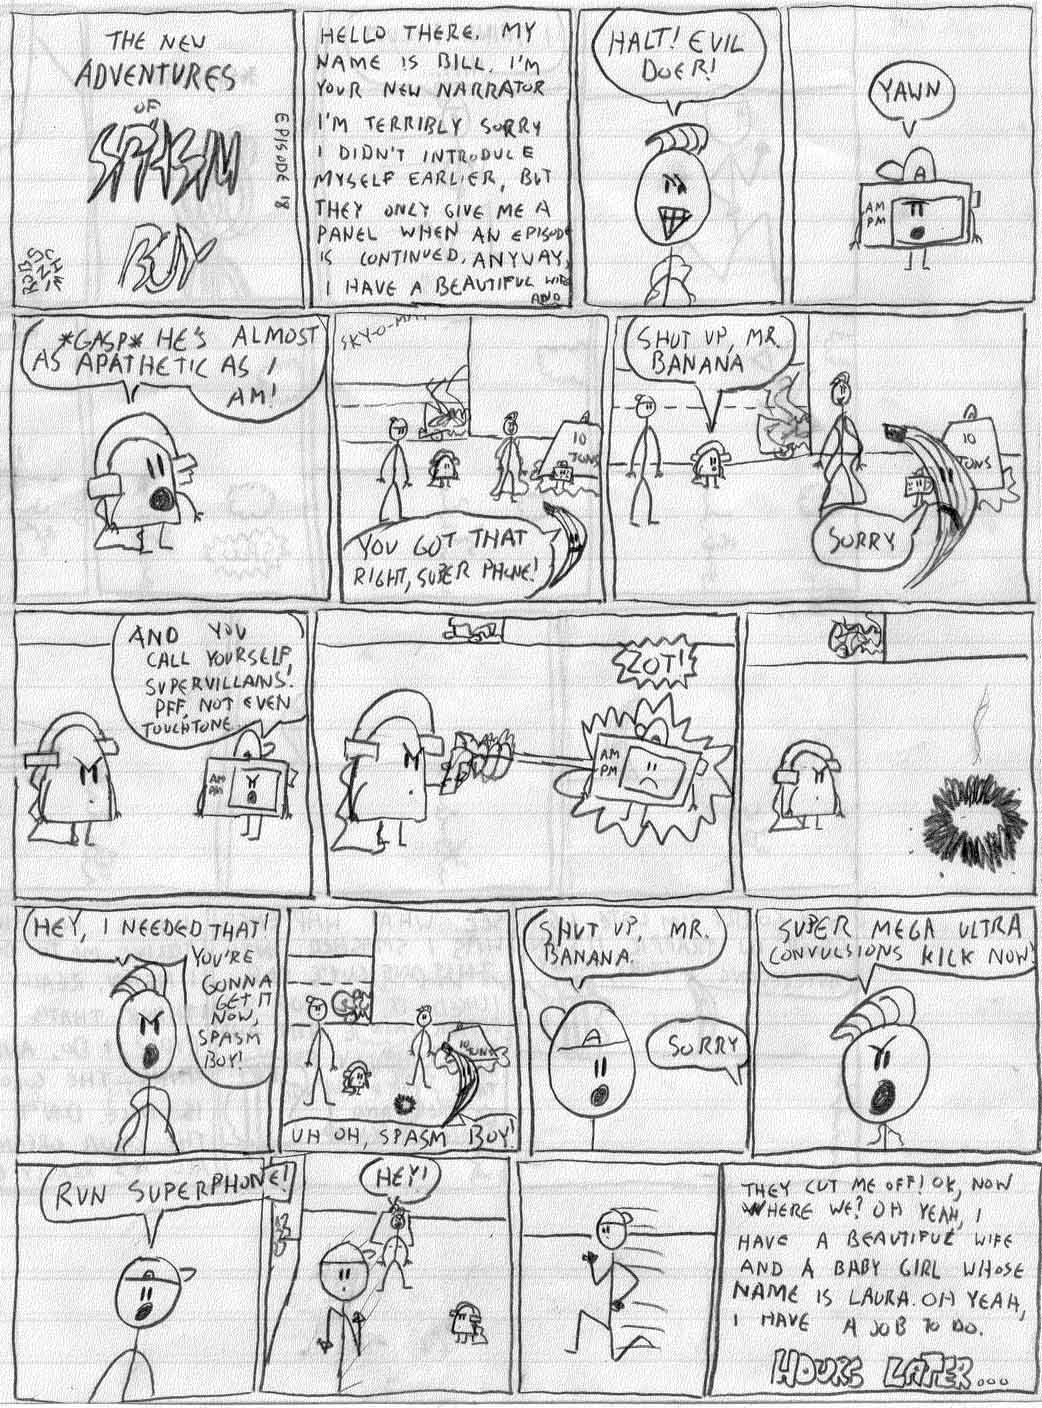 THE NEW
ADVENTURES
OF
SPASM
BOY
EPISODE 18
HELLO THERE. MY
NAME IS BILL. I'M
YOUR NEW NARRATOR
I'M TERRIBLY SORRY
I DIDN'T INTRODUCE
MYSELF EARLIER, BUT
THEY ONLY GIVE ME A
PANEL WHEN AN EPISODE
IS CONTINUED. ANYWAY,
I HAVE A BEAUTIFUL WIFE
AND
HALT! EVIL
DOER!
YAWN
A
AM
PM
*GASP* HE'S ALMOST
AS APATHETIC AS I
AM!
SKY-O-MAT
10
TONS
YOU GOT THAT
RIGHT, SUPER PHONE!
SHUT UP, MR.
BANANA
10
TONS
SORRY
AND YOU
CALL YOURSELF
SUPERVILLAINS!
PFF, NOT EVEN
TOUCHTONE
AM
PM
ZOT!
AM
PM
HEY, I NEEDED THAT!
YOU'RE
GONNA
GET IT
NOW,
SPASM
BOY!
10
TONS
UH OH, SPASM BOY!
SHUT UP, MR.
BANANA.
A
SORRY
SUPER MEGA ULTRA
CONVULSIONS KICK NOW
RUN SUPERPHONE!
HEY!
THEY CUT ME OFF! OK, NOW
WHERE WE? OH YEAH, I
HAVE A BEAUTIFUL WIFE
AND A BABY GIRL WHOSE
NAME IS LAURA. OH YEAH,
I HAVE A JOB TO DO.
HOURS LATER...